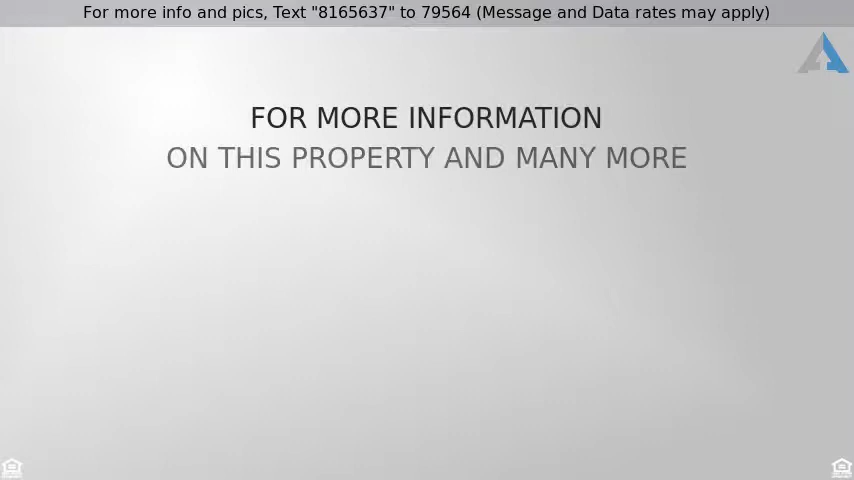 For more info and pics, Text "8165637" to 79564 (Message and Data rates may apply)
FOR MORE INFORMATION
ON THIS PROPERTY AND MANY MORE